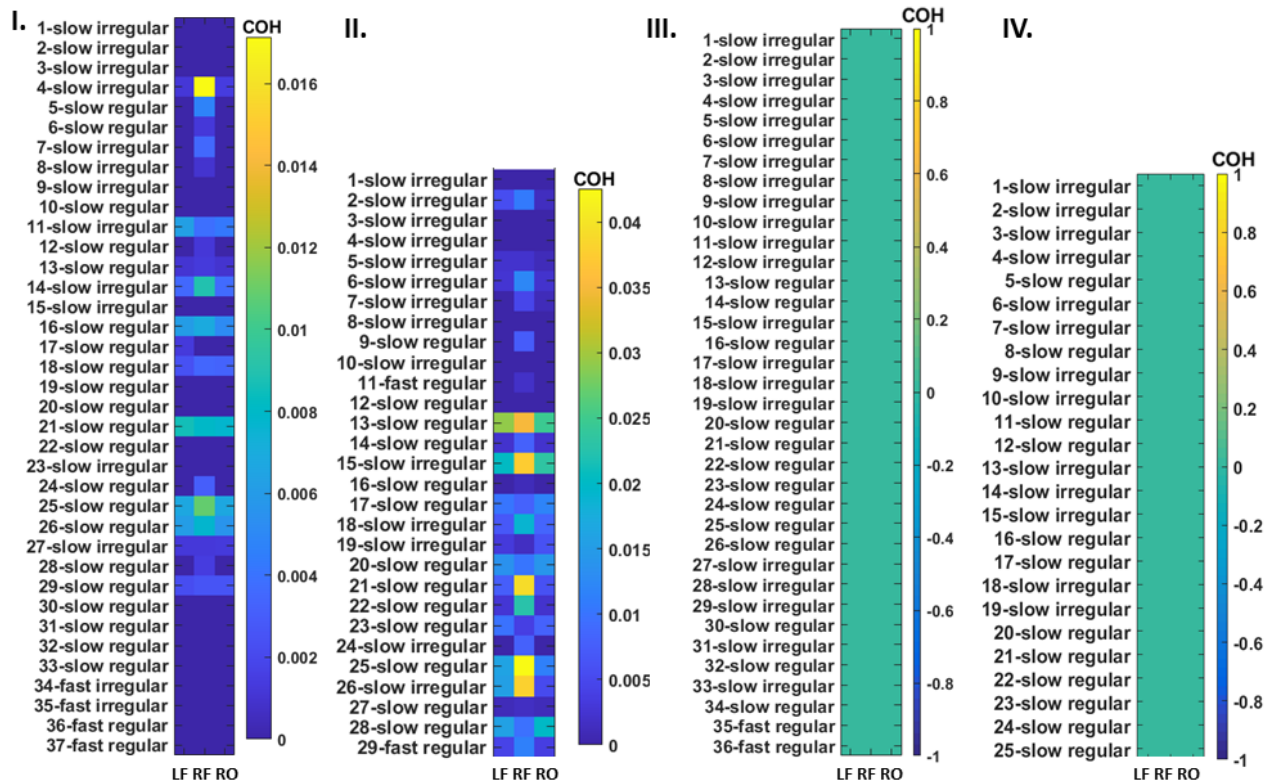 I.
COH
1-slow irregular
2-slow irregular
3-slow irregular
4-slow irregular
5-slow regular
6-slow regular
7-slow irregular
8-slow regular
9-slow irregular
10-slow regular
11-slow irregular
12-slow regular
13-slow irregular
14-slow irregular
15-slow irregular
16-slow regular
17-slow regular
18-slow regular
19-slow regular
20-slow regular
21-slow regular
22-slow regular
23-slow irregular
24-slow regular
25-slow regular
26-slow regular
27-slow irregular
28-slow regular
29-slow regular
30-slow regular
31-slow regular
32-slow regular
33-slow regular
34-fast irregular
35-fast irregular
36-fast regular
37-fast regular
LF RF RO
0.016
0.014
0.012
0.01
0.008
0.006
0.004
0.002
0
II.
COH
1-slow irregular
2-slow irregular
3-slow irregular
4-slow irregular
5-slow irregular
6-slow irregular
7-slow irregular
8-slow irregular
9-slow irregular
10-slow irregular
11-fast regular
12-slow regular
13-slow regular
14-slow regular
15-slow irregular
16-slow regular
17-slow regular
18-slow irregular
19-slow irregular
20-slow regular
21-slow regular
22-slow regular
23-slow regular
24-slow irregular
25-slow regular
26-slow irregular
27-slow regular
28-slow regular
29-fast regular
LF RF RO
0.04
0.035
0.03
0.025
0.02
0.015
0.01
0.005
0
III.
COH
1-slow irregular
2-slow irregular
3-slow irregular
4-slow irregular
5-slow irregular
6-slow irregular
7-slow irregular
8-slow irregular
9-slow irregular
10-slow irregular
11-slow irregular
12-slow irregular
13-slow regular
14-slow regular
15-slow irregular
16-slow regular
17-slow irregular
18-slow irregular
19-slow irregular
20-slow regular
21-slow regular
22-slow regular
23-slow regular
24-slow regular
25-slow regular
26-slow regular
27-slow irregular
28-slow irregular
29-slow irregular
30-slow regular
31-slow irregular
32-slow regular
33-slow irregular
34-slow regular
35-fast regular
36-fast regular
LF RF RO
1
0.8
0.6
0.4
0.2
0
-0.2
-0.4
-0.6
-0.8
-1
IV.
COH
1-slow irregular
2-slow irregular
3-slow irregular
4-slow irregular
5-slow regular
6-slow irregular
7-slow irregular
8-slow regular
9-slow irregular
10-slow irregular
11-slow regular
12-slow regular
13-slow irregular
14-slow irregular
15-slow irregular
16-slow regular
17-slow regular
18-slow irregular
19-slow irregular
20-slow regular
21-slow regular
22-slow regular
23-slow regular
24-slow regular
25-slow regular
LF RF RO
1
0.8
0.6
0.4
0.2
0
-0.2
-0.4
-0.6
-0.8
-1